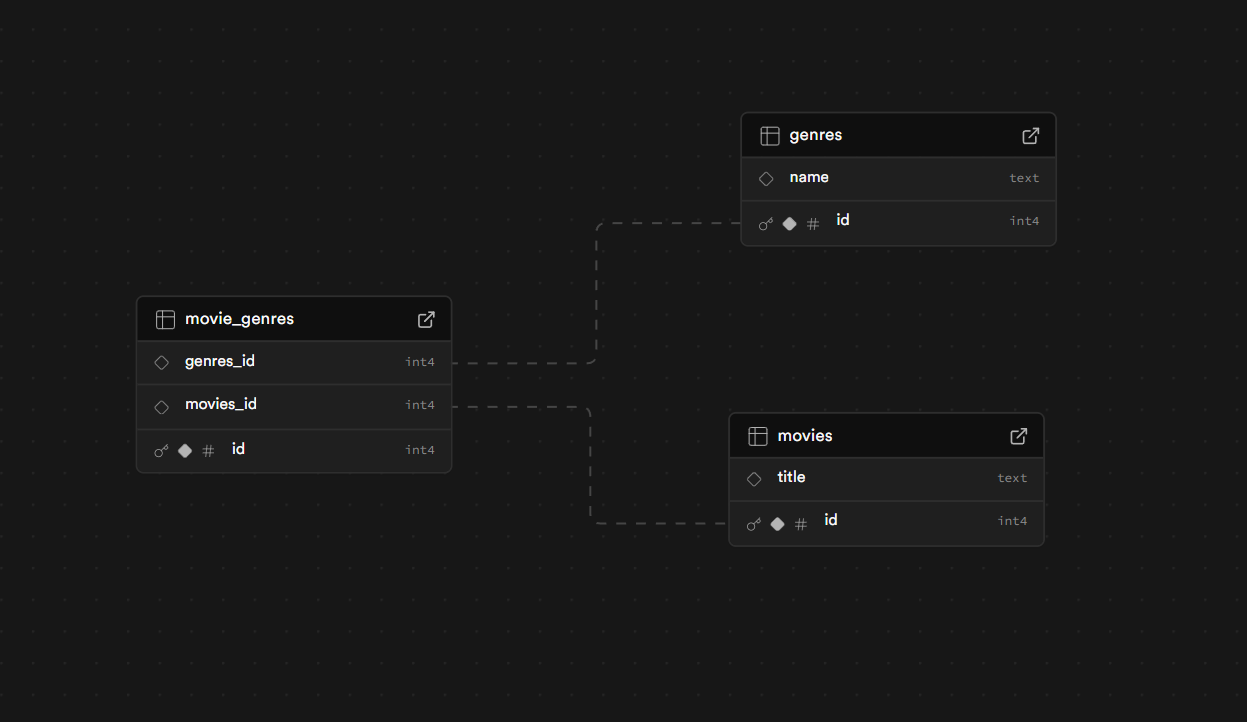 genres
name text
# id int4
movie_genres
genres_id int4
movies_id int4
# id int4
movies
title text
# id int4